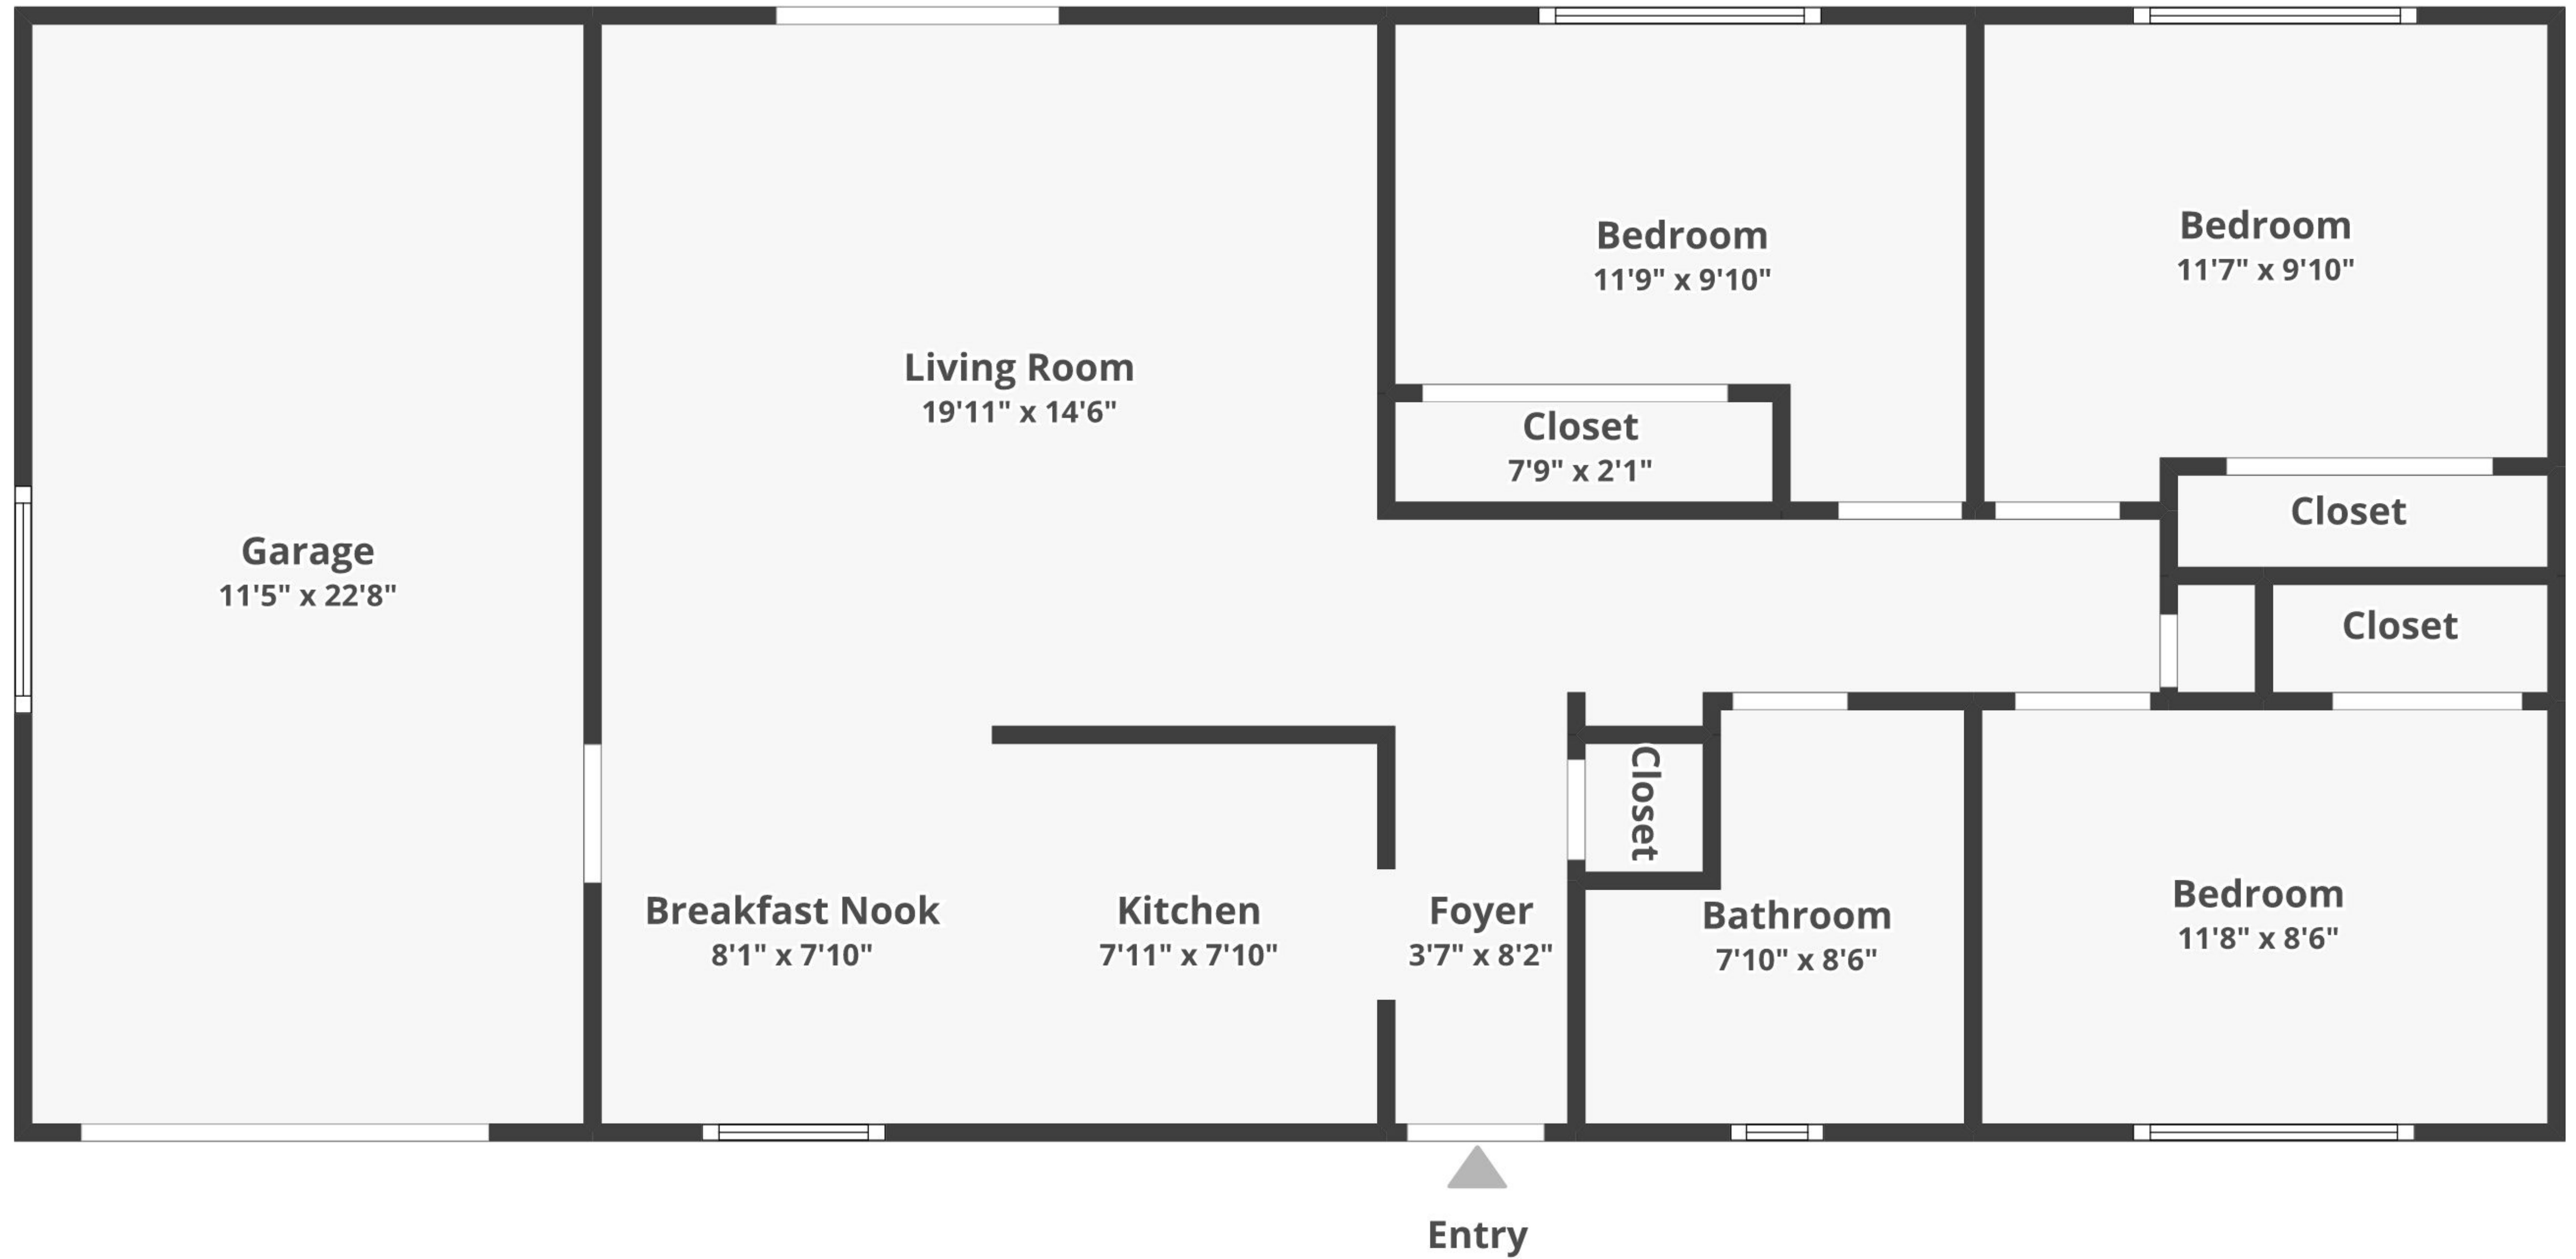 Bedroom
11'9" x 9'10"
Bedroom
11'7" x 9'10"
Living Room
19'11" x 14'6"
Closet
7'9" x 2'1"
Closet
Garage
11'5" x 22'8"
Closet
Closet
Breakfast Nook
8'1" x 7'10"
Kitchen
7'11" x 7'10"
Foyer
3'7" x 8'2"
Bathroom
7'10" x 8'6"
Bedroom
11'8" x 8'6"
Entry